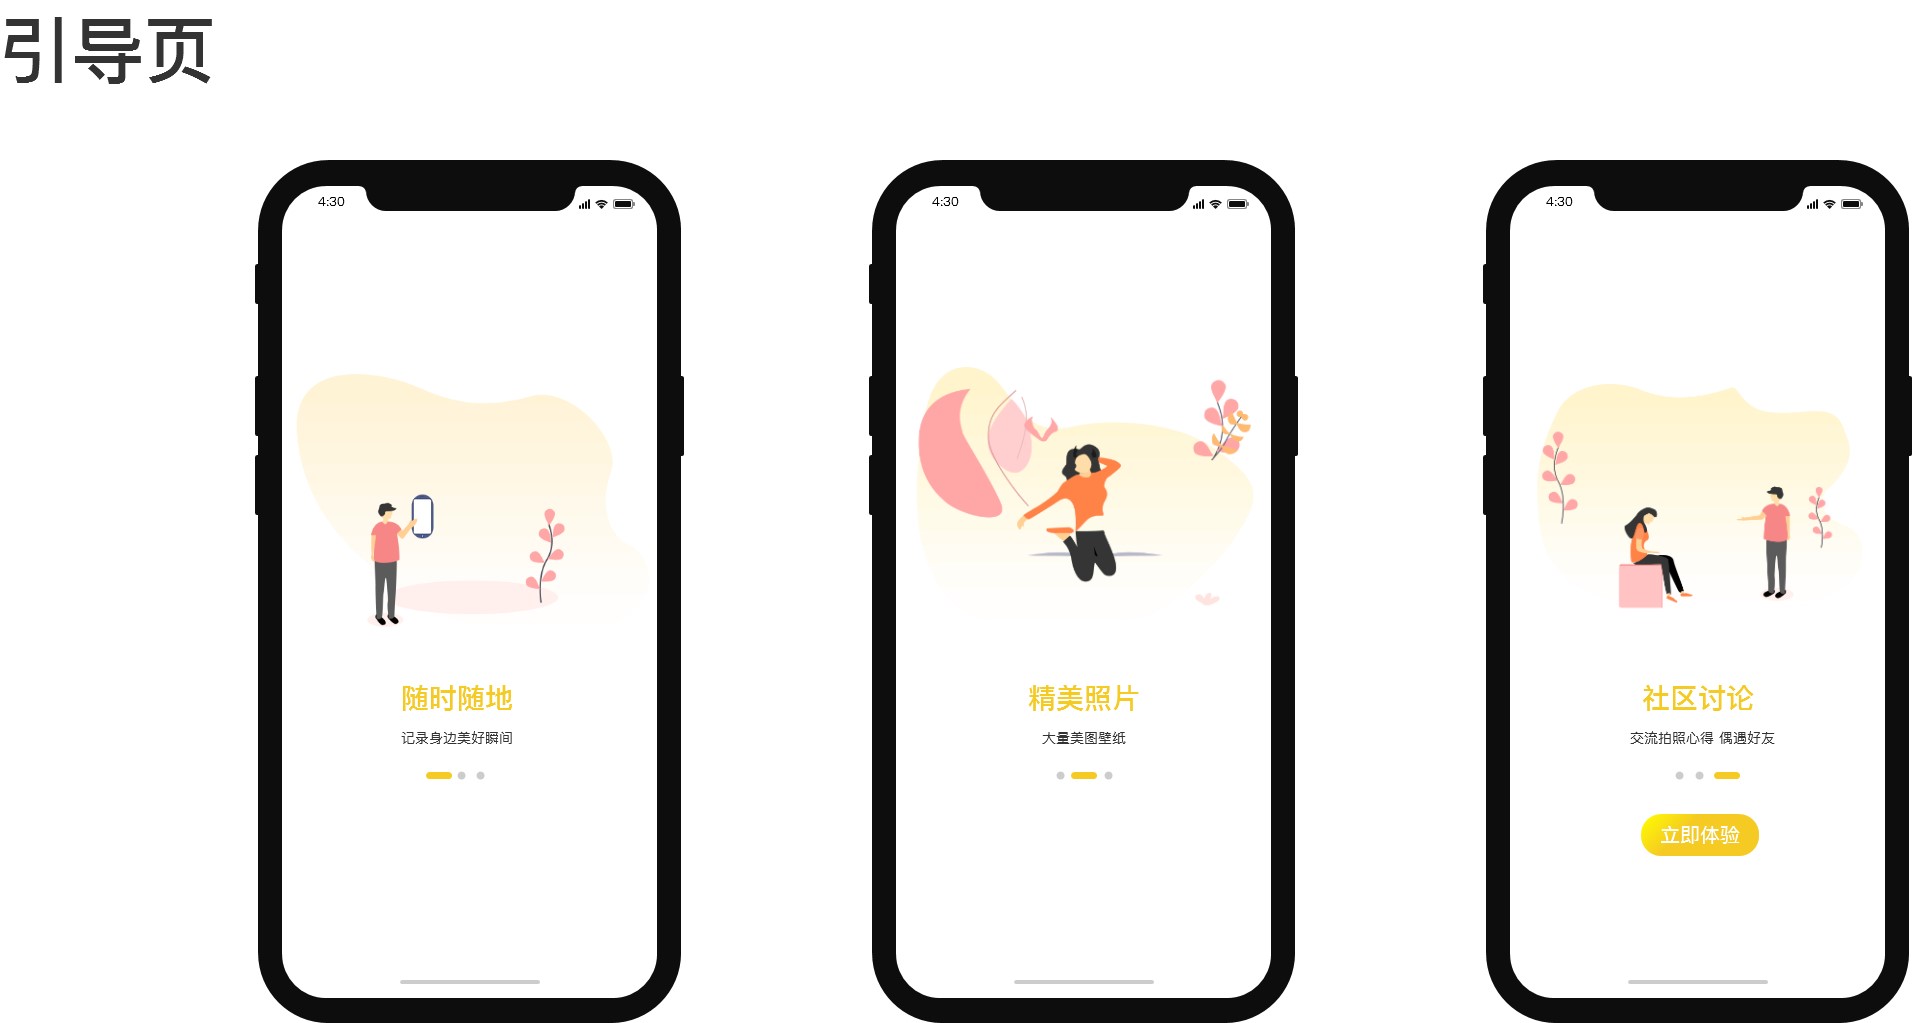 引导页
4:30
随时随地
记录身边美好瞬间
4:30
精美照片
大量美图壁纸
4:30
社区讨论
交流拍照心得 偶遇好友
立即体验